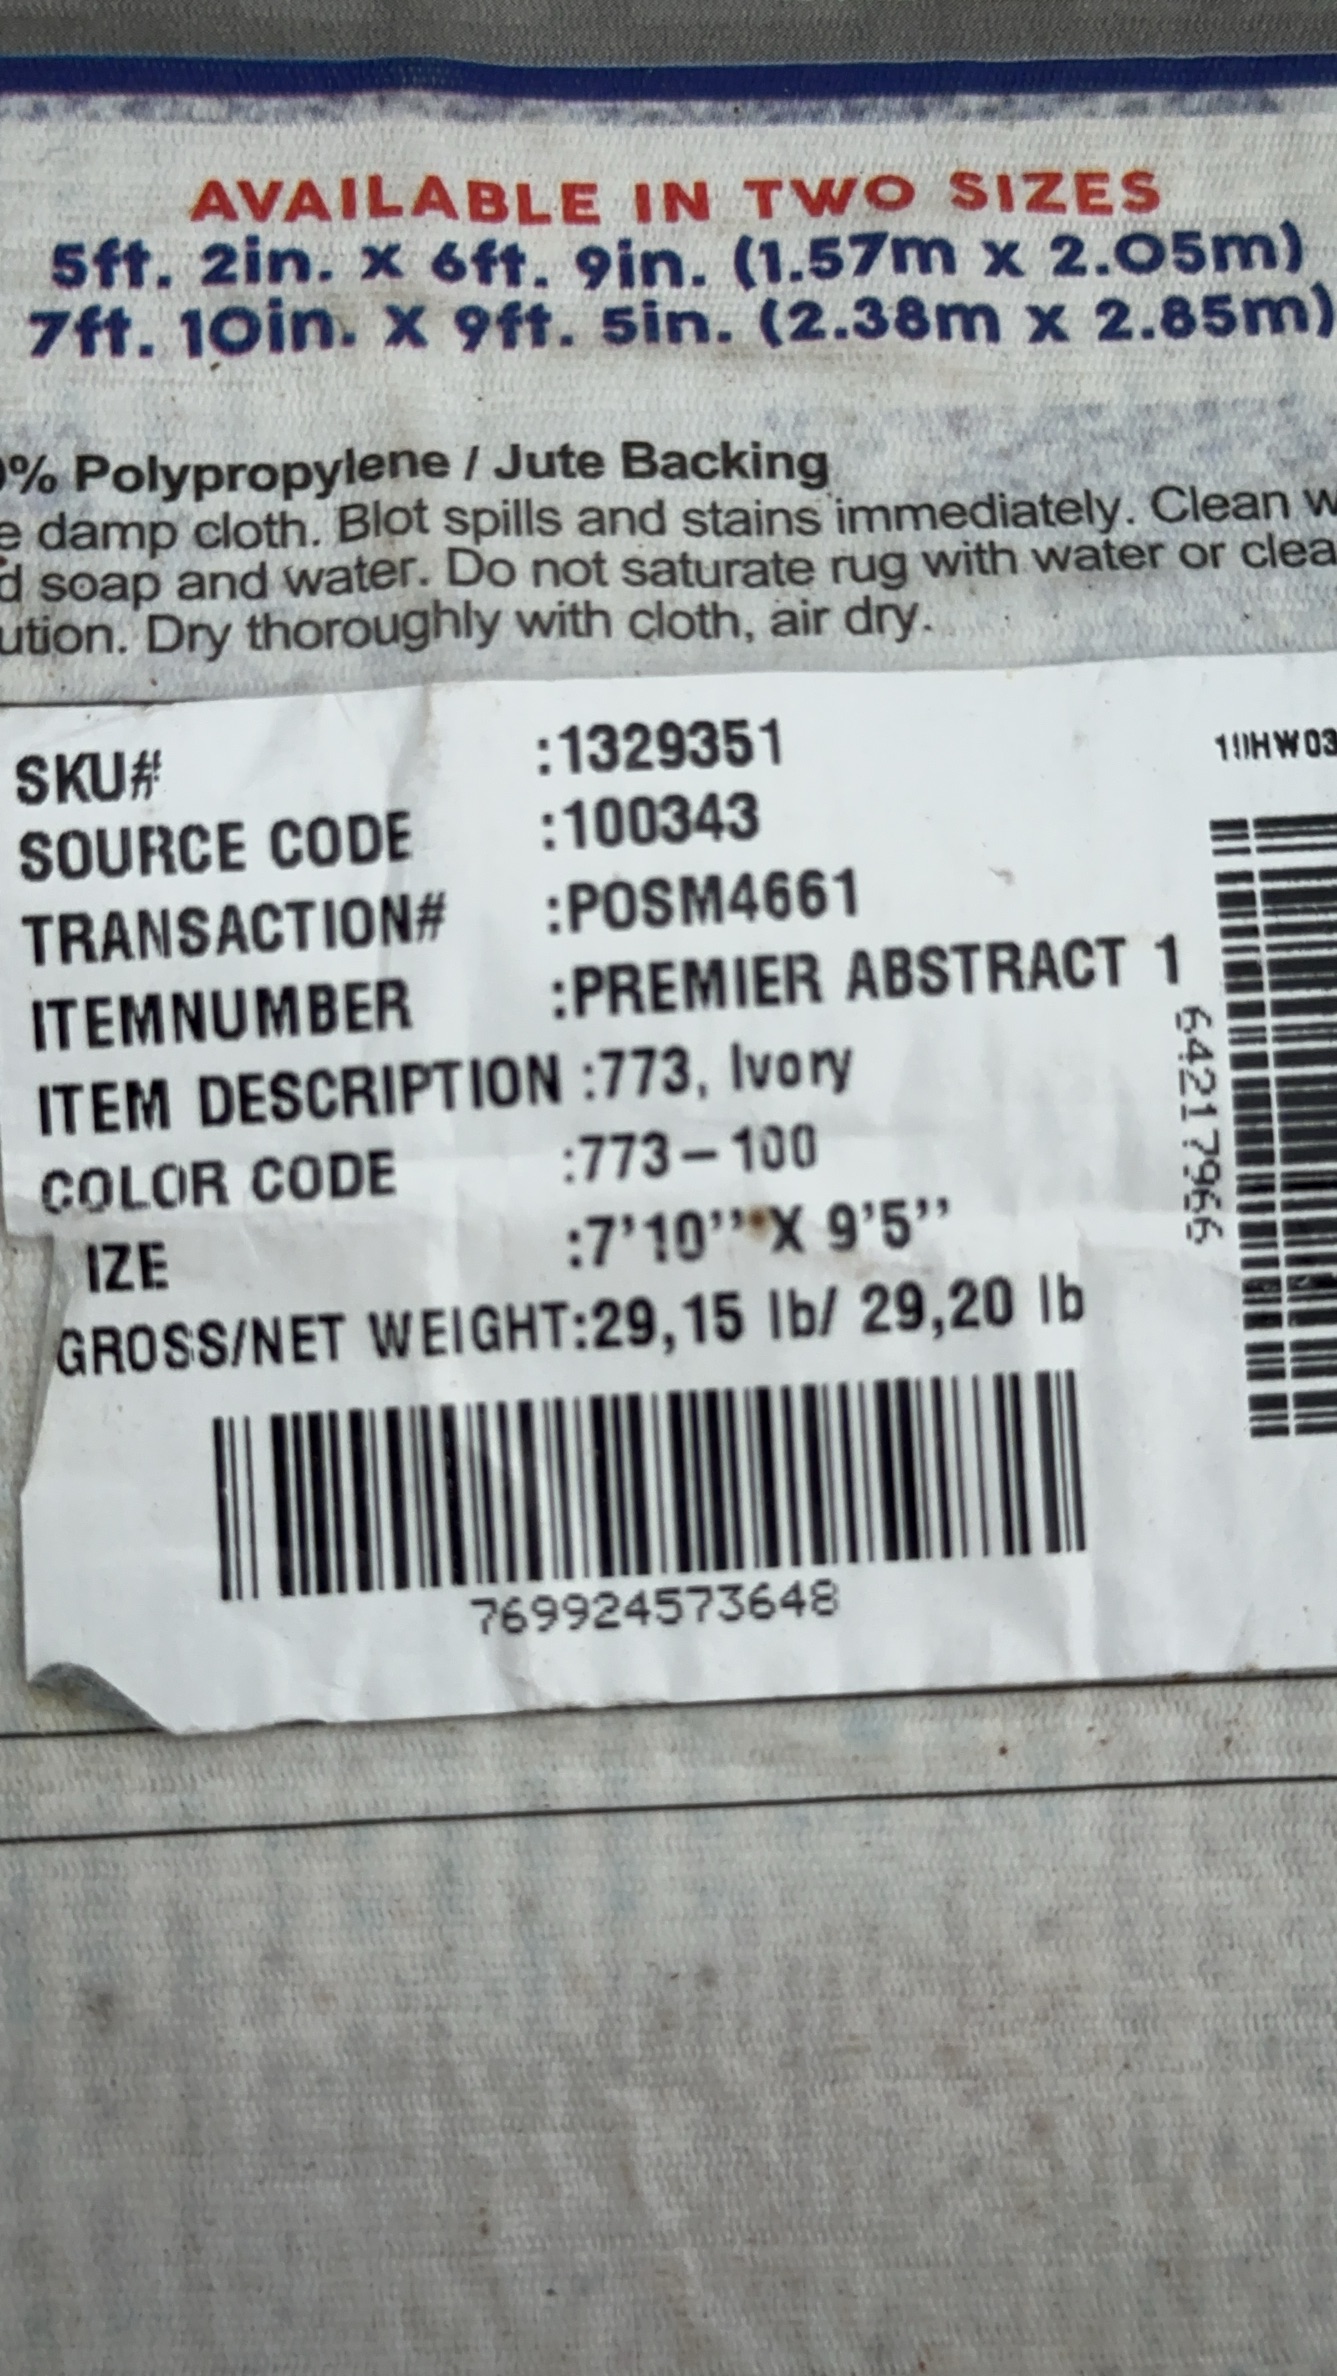 AVAILABLE IN TWO SIZES
5ft. 2in. x 6ft. 9in. (1.57m x 2.05m)
7ft. 10in. x 9ft. 5in. (2.38m x 2.85m)
% Polypropylene / Jute Backing
e damp cloth. Blot spills and stains immediately. Clean w
d soap and water. Do not saturate rug with water or clea
ution. Dry thoroughly with cloth, air dry.
SKU# :1329351
SOURCE CODE :100343
TRANSACTION# :POSM4661
ITEMNUMBER :PREMIER ABSTRACT 1
ITEM DESCRIPTION :773, Ivory
COLOR CODE :773-100
IZE :7'10'' X 9'5''
GROSS/NET WEIGHT:29,15 lb/ 29,20 lb
769924573648
64217966